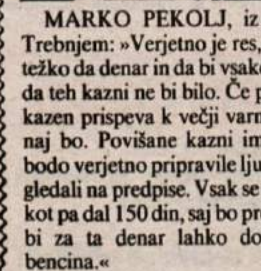 MARKO PEKOLJ, iz
Trebnjem: »Verjetno je res,
težko da denar in da bi vsak
da teh kazni ne bi bilo. Če p
kazen prispeva k večji varn
naj bo. Povišane kazni im
bodo verjetno pripravile lju
gledali na predpise. Vsak se
kot pa dal 150 din, saj bo pre
bi za ta denar lahko do
bencina.«